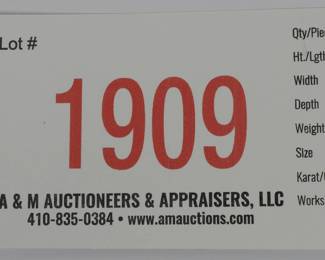 Lot #
1909
A & M AUCTIONEERS & APPRAISERS, LLC
410-835-0384 • www.amauctions.com
Qty/Pie
Ht./Lgth
Width
Depth
Weight
Size
Karat/
Works